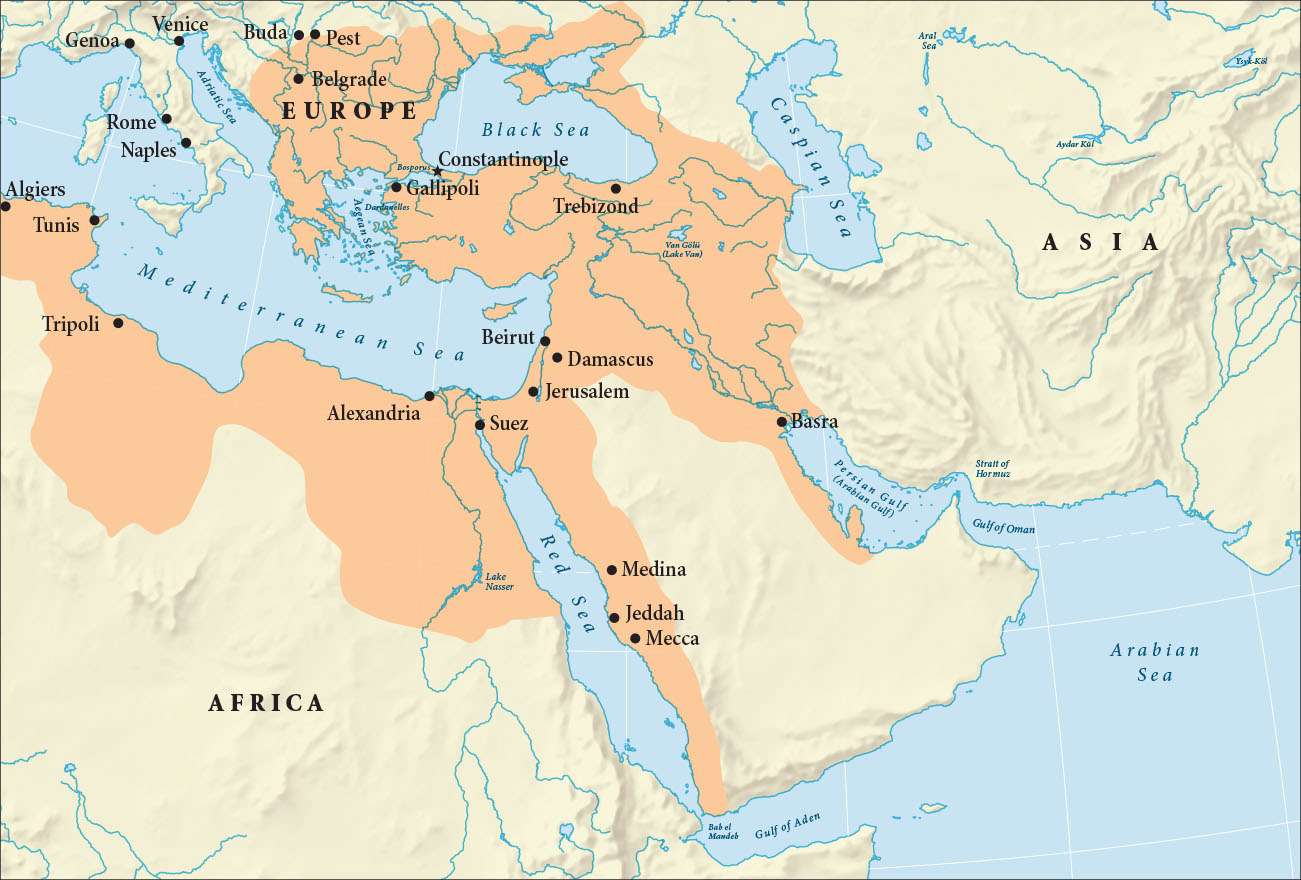 Venice
Genoa
Buda
Pest
Belgrade
Adriatic Sea
EUROPE
Rome
Naples
Black Sea
Bosporus
Constantinople
Algiers
Tunis
Gallipoli
Dardanelles
Aegean Sea
Trebizond
Van Gölü
(Lake Van)
Caspian Sea
Aral
Sea
Ysyk-Köl
Aydar Kül
ASIA
Mediterranean Sea
Tripoli
Beirut
Damascus
Jerusalem
Alexandria
Suez
Basra
Persian Gulf
(Arabian Gulf)
Strait of
Hormuz
Gulf of Oman
Red Sea
Lake
Nasser
Medina
Jeddah
Mecca
AFRICA
Arabian
Sea
Bab el
Mandeb
Gulf of Aden